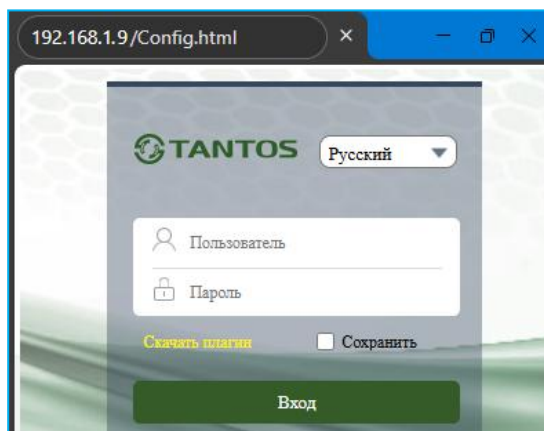 192.168.1.9/Config.html
TANTOS Русский
Пользователь
Пароль
Скачать плагин Сохранить
Вход